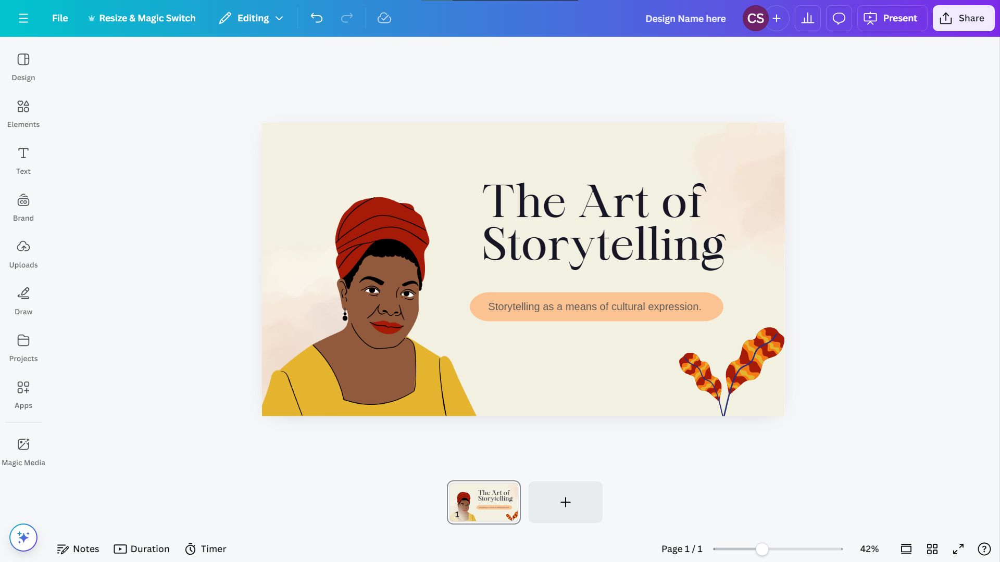 File
Resize & Magic Switch
Editing
Design Name here
CS
Present
Share
Design
Elements
Text
CO
Brand
Uploads
Draw
Projects
Apps
Magic Media
The Art of
Storytelling
Storytelling as a means of cultural expression.
The Art of
Storytelling
1
Notes
Duration
Timer
Page 1 / 1
42%
?